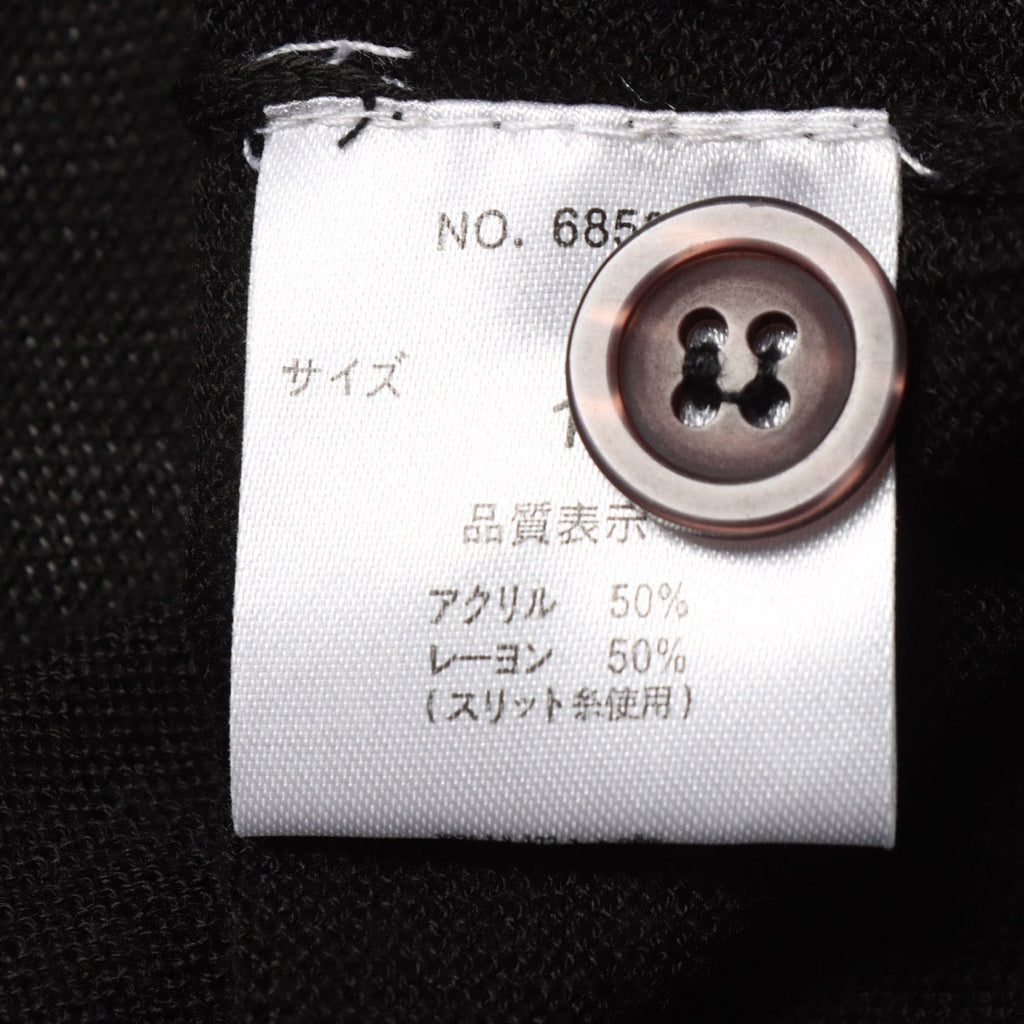 NO. 685
サイズ
品質表示
アクリル 50%
レーヨン 50%
(スリット糸使用)